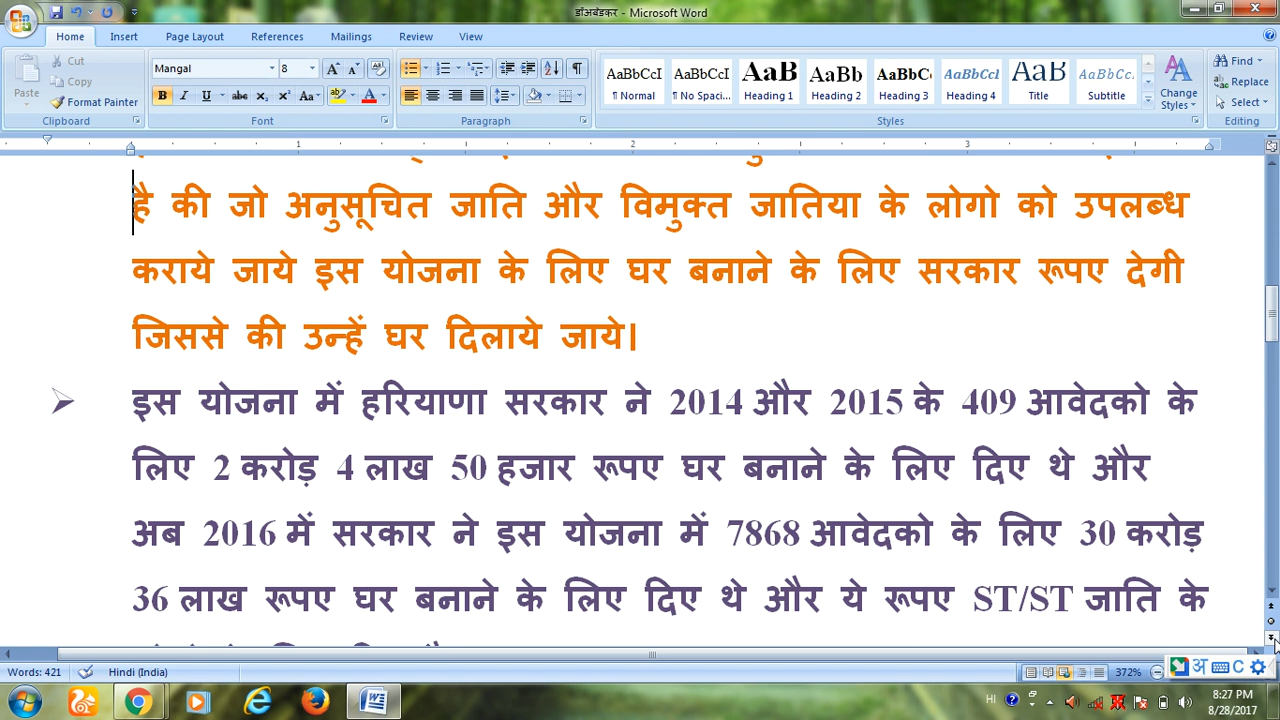 डाँअबेडकर - Microsoft Word
Home Insert Page Layout References Mailings Review View
Cut
Copy
Paste
Format Painter
Clipboard
Mangal 8
Font
Paragraph
AaBbCcI AaBbCcI AaB AaBb AaBbC AaBbCcI AaB AaBbCc.
¶ Normal ¶ No Spaci... Heading 1 Heading 2 Heading 3 Heading 4 Title Subtitle
Change Styles
Styles
Find
Replace
Select
Editing
1 2 3
है की जो अनुसूचित जाति और विमुक्त जातिया के लोगो को उपलब्ध
कराये जाये इस योजना के लिए घर बनाने के लिए सरकार रूपए देगी
जिससे की उन्हें घर दिलाये जाये।
➢ इस योजना में हरियाणा सरकार ने 2014 और 2015 के 409 आवेदको के
लिए 2 करोड़ 4 लाख 50 हजार रूपए घर बनाने के लिए दिए थे और
अब 2016 में सरकार ने इस योजना में 7868 आवेदको के लिए 30 करोड़
36 लाख रूपए घर बनाने के लिए दिए थे और ये रूपए ST/ST जाति के
Words: 421 Hindi (India) 372%
अ
HI 8:27 PM
8/28/2017